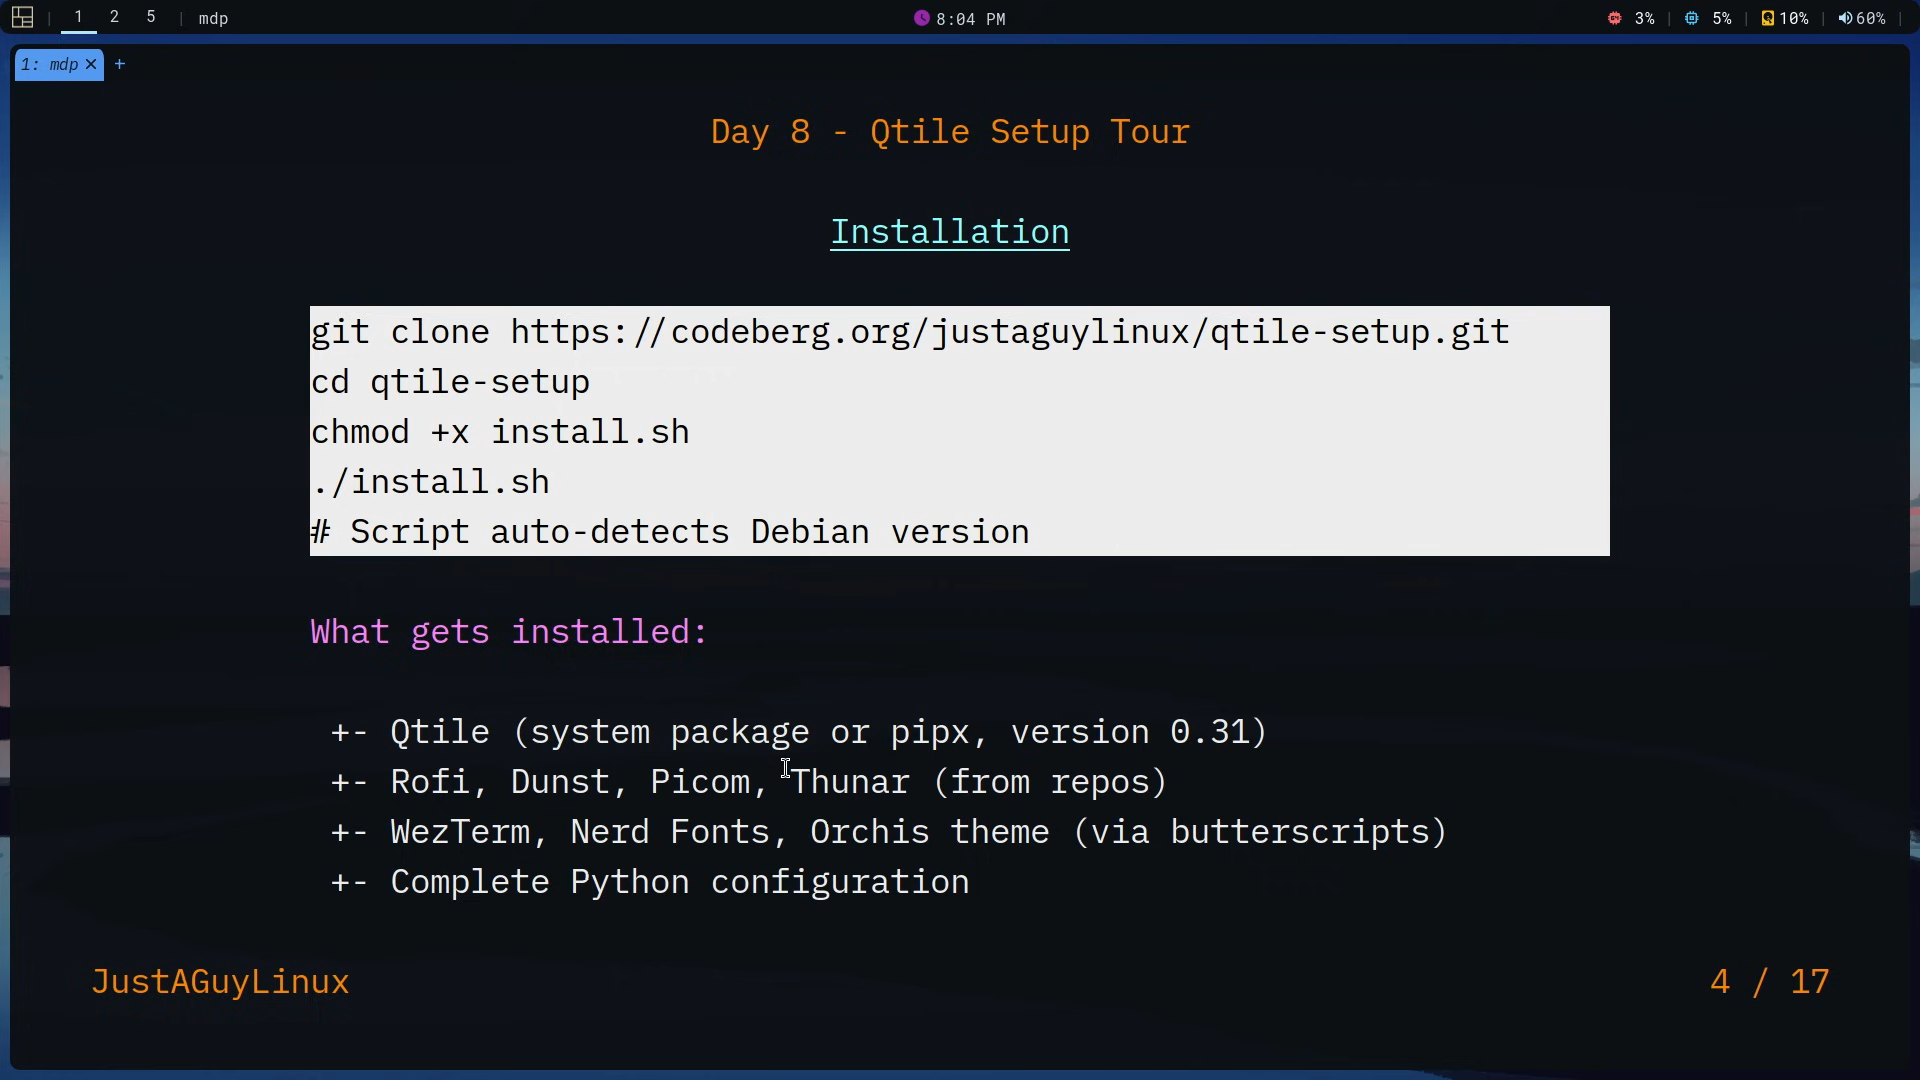 1 2 5 mdp 8:04 PM 3% 5% 10% 60%
1: mdp × +
Day 8 - Qtile Setup Tour
Installation
git clone https://codeberg.org/justaguylinux/qtile-setup.git
cd qtile-setup
chmod +x install.sh
./install.sh
# Script auto-detects Debian version
What gets installed:
+- Qtile (system package or pipx, version 0.31)
+- Rofi, Dunst, Picom, Thunar (from repos)
+- WezTerm, Nerd Fonts, Orchis theme (via butterscripts)
+- Complete Python configuration
JustAGuyLinux 4 / 17